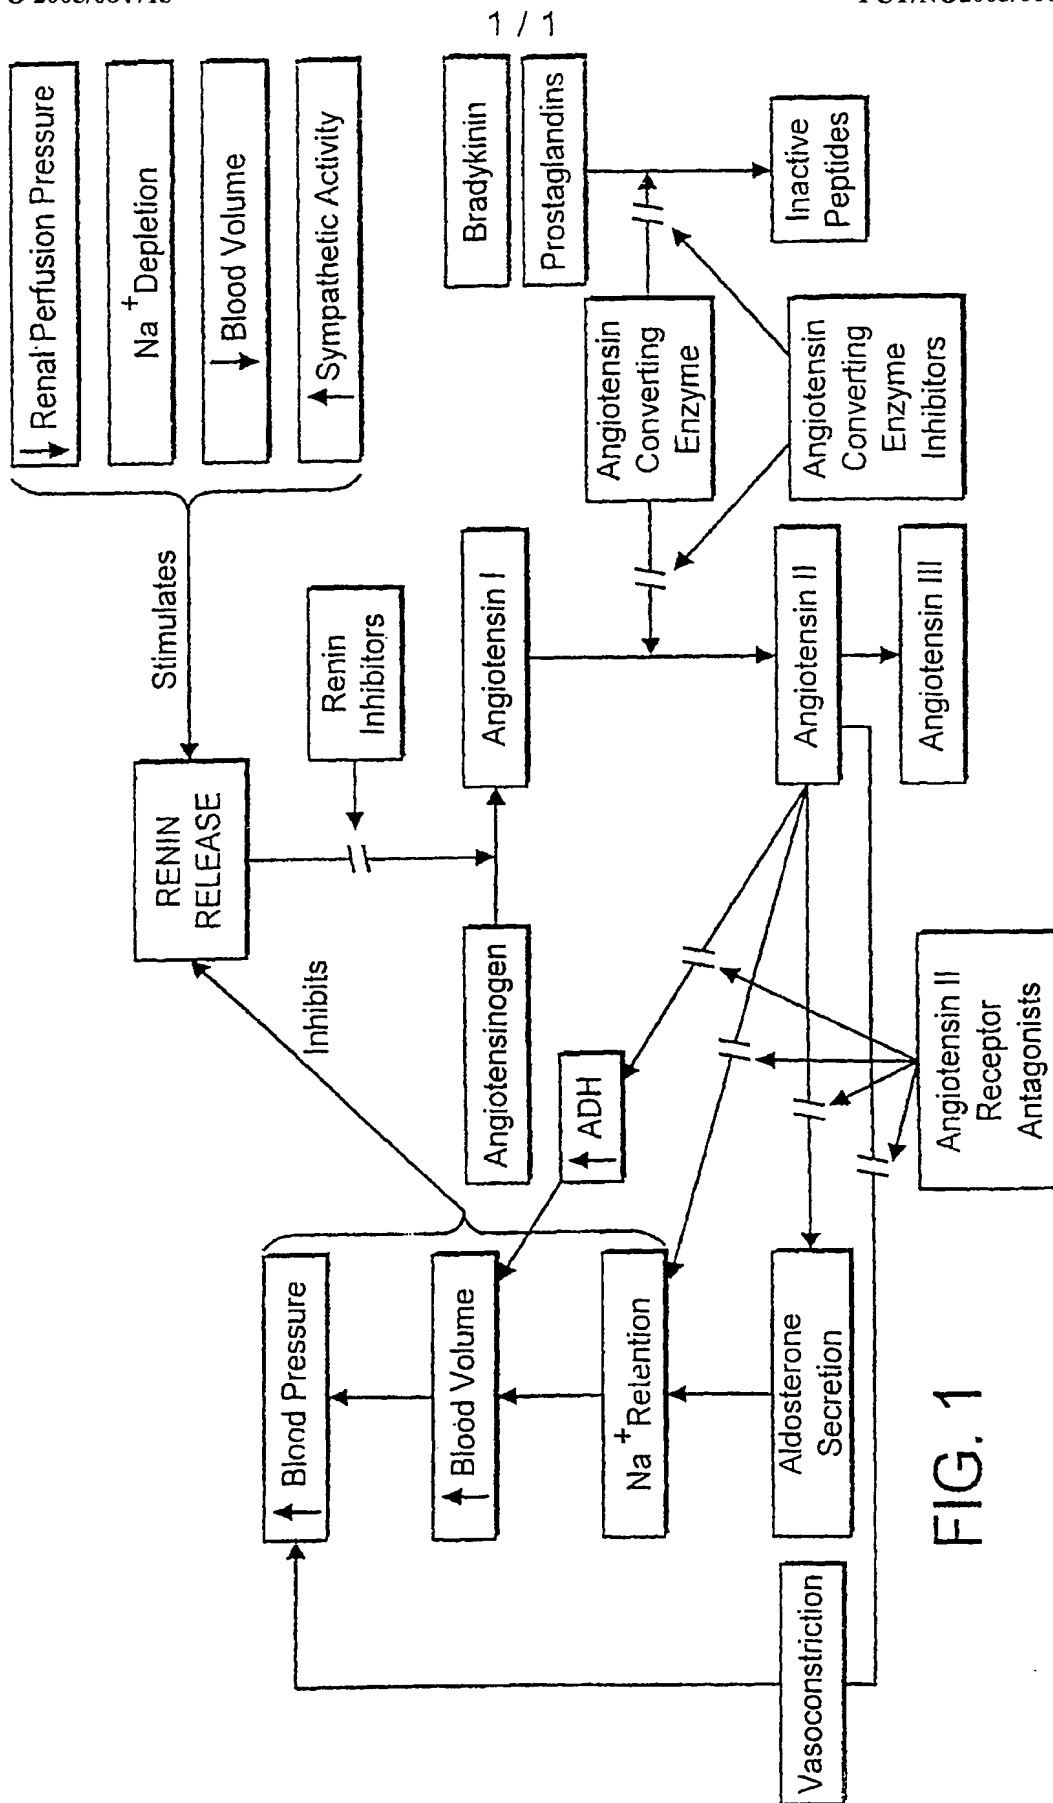 1 / 1
↓ Renal Perfusion Pressure
Na + Depletion
↓ Blood Volume
↑ Sympathetic Activity
Stimulates
RENIN
RELEASE
Inhibits
Renin
Inhibitors
Bradykinin
Prostaglandins
Angiotensinogen
Angiotensin I
Angiotensin
Converting
Enzyme
Inactive
Peptides
Angiotensin
Converting
Enzyme
Inhibitors
Angiotensin II
Angiotensin III
↑ Blood Pressure
↑ Blood Volume
↑ ADH
Na + Retention
Aldosterone
Secretion
Vasoconstriction
Angiotensin II
Receptor
Antagonists
FIG. 1